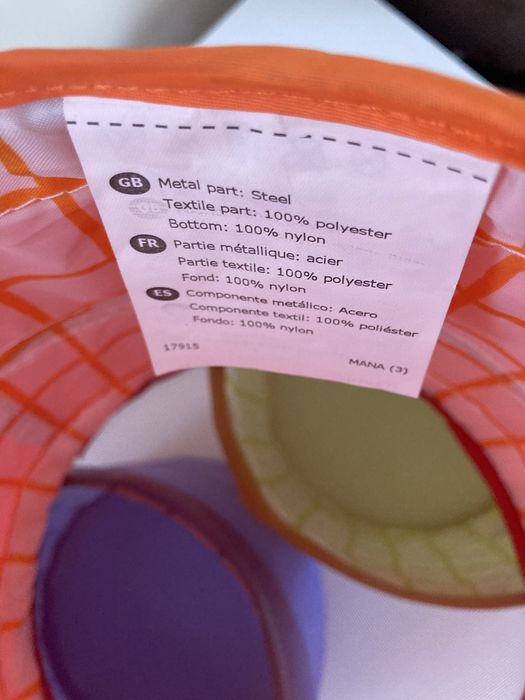 GB Metal part: Steel
Textile part: 100% polyester
Bottom: 100% nylon
FR Partie métallique: acier
Partie textile: 100% polyester
Fond: 100% nylon
ES Componente metálico: Acero
Componente textil: 100% poliéster
Fondo: 100% nylon
17915
MANA (3)